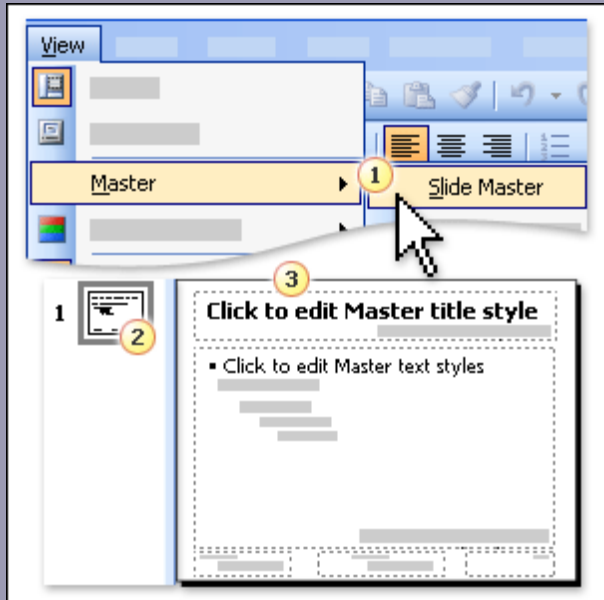 View
Master
1
Slide Master
3
1
Click to edit Master title style
2
▪ Click to edit Master text styles